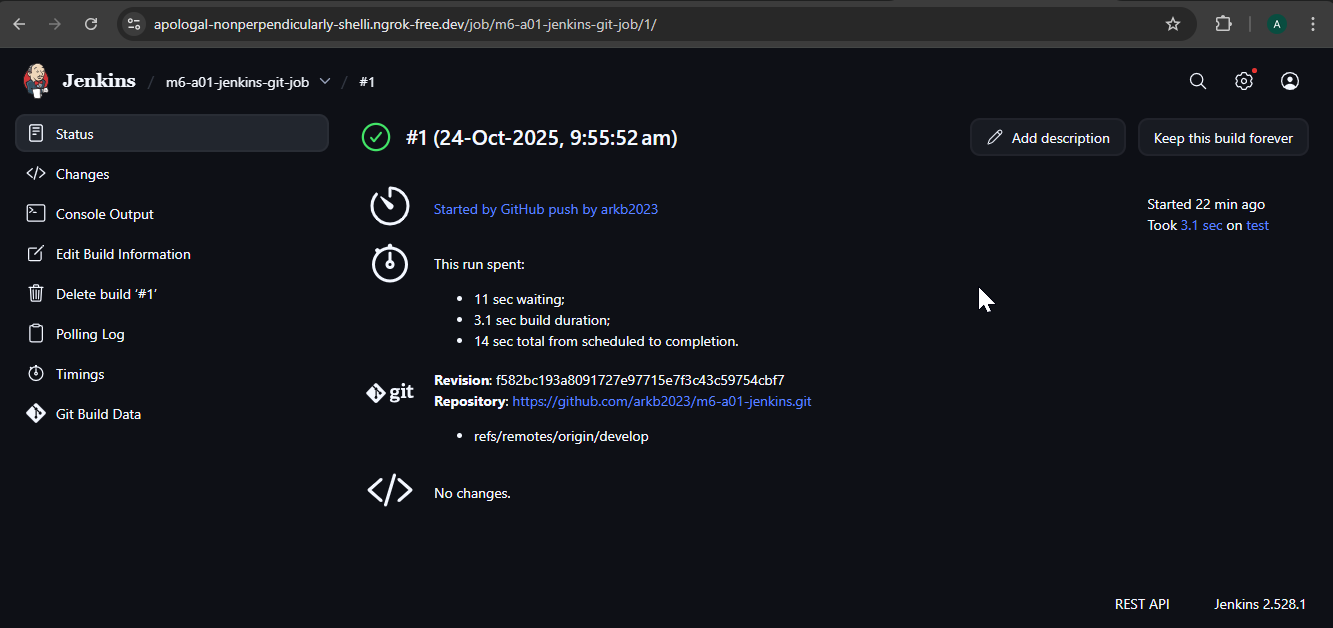 apologal-nonperpendicularly-shelli.ngrok-free.dev/job/m6-a01-jenkins-git-job/1/
A
Jenkins / m6-a01-jenkins-git-job / #1
Status
Changes
Console Output
Edit Build Information
Delete build ‘#1’
Polling Log
Timings
Git Build Data
#1 (24-Oct-2025, 9:55:52 am)
Add description
Keep this build forever
Started by GitHub push by arkb2023
Started 22 min ago
Took 3.1 sec on test
This run spent:
• 11 sec waiting;
• 3.1 sec build duration;
• 14 sec total from scheduled to completion.
git
Revision: f582bc193a8091727e97715e7f3c43c59754cbf7
Repository: https://github.com/arkb2023/m6-a01-jenkins.git
• refs/remotes/origin/develop
No changes.
REST API
Jenkins 2.528.1